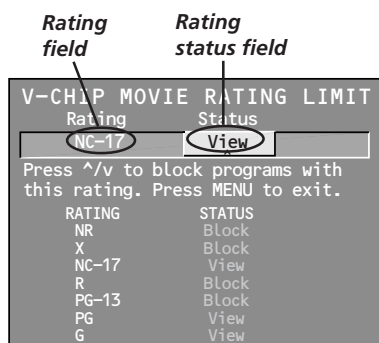 Rating field
Rating status field
V-CHIP MOVIE RATING LIMIT
Rating Status
NC-17 View
Press ^/v to block programs with
this rating. Press MENU to exit.
RATING STATUS
NR Block
X Block
NC-17 View
R Block
PG-13 Block
PG View
G View